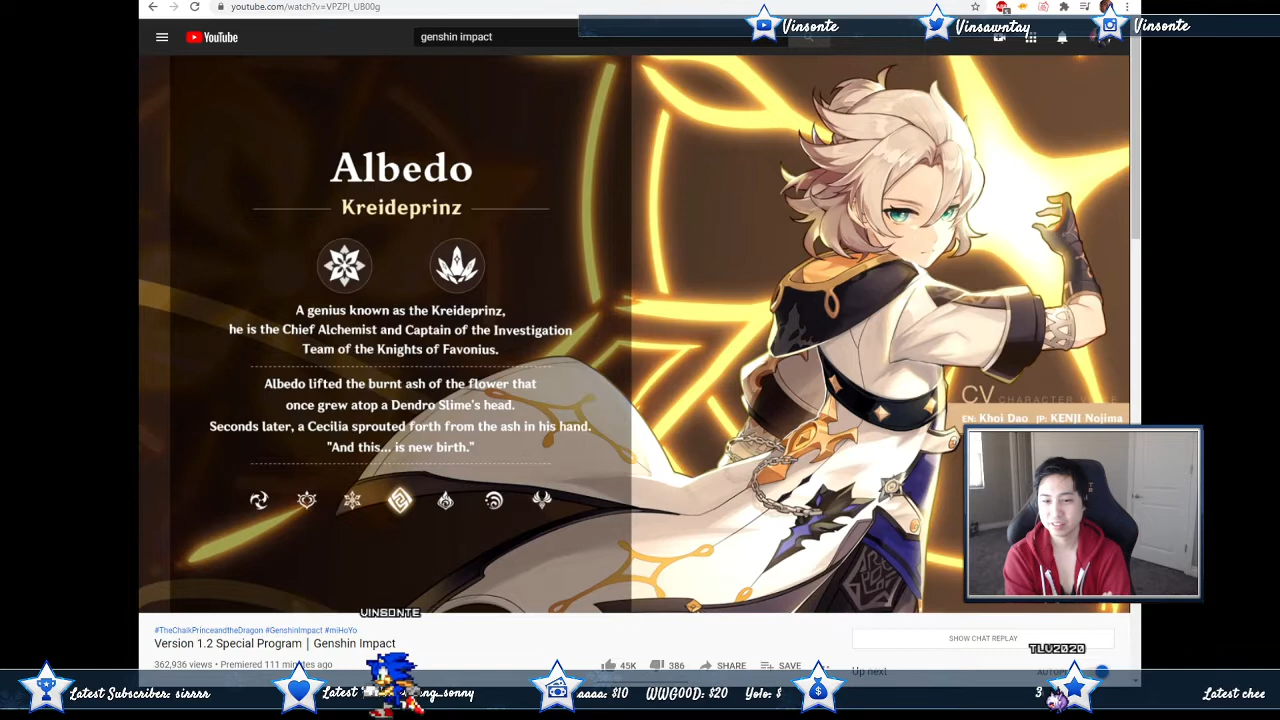 youtube.com/watch?v=VPZPI_UB00g
Vinsonte
Vinsawntay
Vinsonte
YouTube
genshin impact
Albedo
Kreideprinz
A genius known as the Kreideprinz,
he is the Chief Alchemist and Captain of the Investigation
Team of the Knights of Favonius.
Albedo lifted the burnt ash of the flower that
once grew atop a Dendro Slime's head.
Seconds later, a Cecilia sprouted forth from the ash in his hand.
"And this... is new birth."
CV CHARACTER VOICE
EN: Khoi Dao JP: KENJI Nojima
VINSONTE
#TheChalkPrinceandtheDragon #GenshinImpact #miHoYo
Version 1.2 Special Program | Genshin Impact
362,936 views • Premiered 111 minutes ago
45K
386
SHARE
SAVE
SHOW CHAT REPLAY
TLV2020
Up next
Latest Subscriber: sirrrr
Latest
sonny
aaaa: $10
WWGOOD: $20
Yolo: $
3
Latest chee